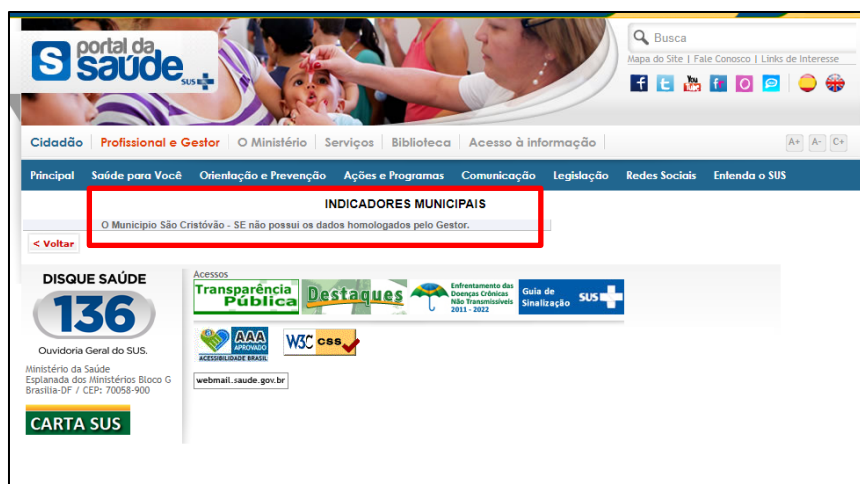 S portal da
saúde
SUS
Busca
Mapa do Site | Fale Conosco | Links de Interesse
You
Tube
Cidadão Profissional e Gestor O Ministério Serviços Biblioteca Acesso à informação
A+ A- C+
Principal Saúde para Você Orientação e Prevenção Ações e Programas Comunicação Legislação Redes Sociais Entenda o SUS
INDICADORES MUNICIPAIS
O Municipio São Cristóvão - SE não possui os dados homologados pelo Gestor.
< Voltar
DISQUE SAÚDE
136
Ouvidoria Geral do SUS.
Ministério da Saúde
Esplanada dos Ministérios Bloco G
Brasília-DF / CEP: 70058-900
CARTA SUS
Acessos
Transparência
Pública
Destaques
Enfrentamento das
Doenças Crônicas
Não Transmissíveis
2011 - 2022
Guia de
Sinalização
SUS
AAA
APROVADO
ACESSIBILIDADE BRASIL
W3C css
webmail.saude.gov.br